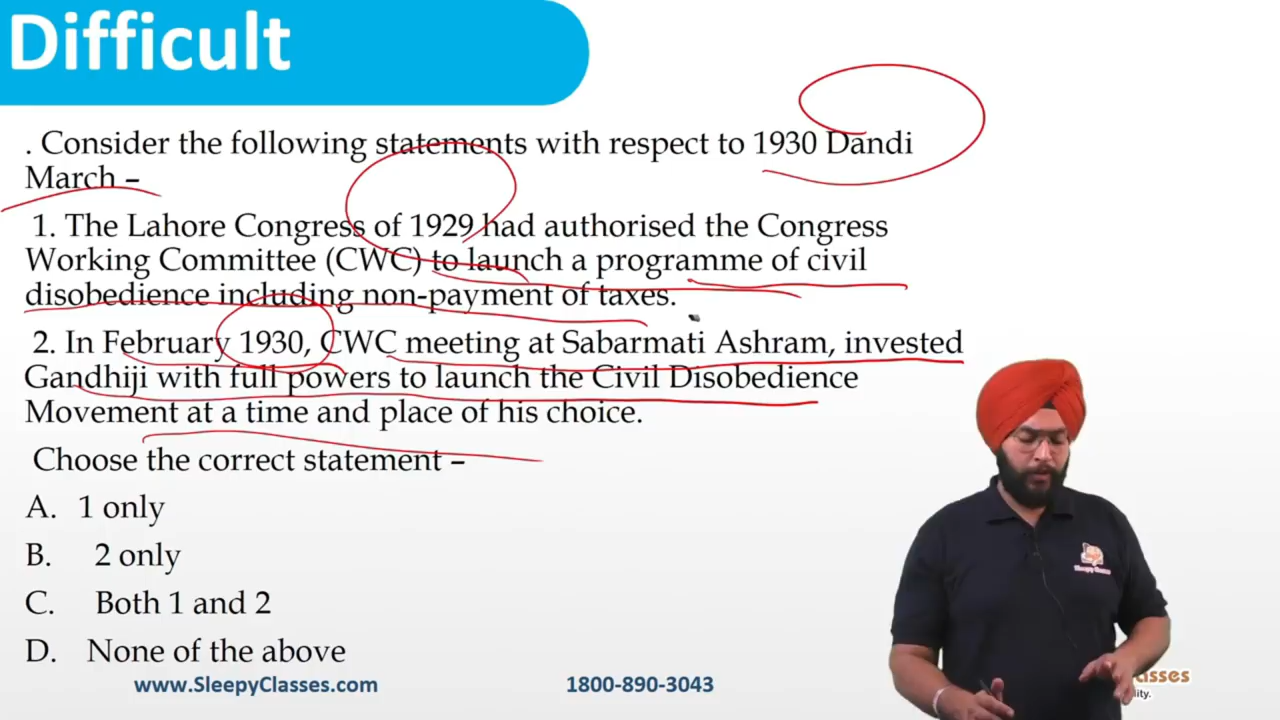 Difficult
. Consider the following statements with respect to 1930 Dandi
March –
1. The Lahore Congress of 1929 had authorised the Congress
Working Committee (CWC) to launch a programme of civil
disobedience including non-payment of taxes.
2. In February 1930, CWC meeting at Sabarmati Ashram, invested
Gandhiji with full powers to launch the Civil Disobedience
Movement at a time and place of his choice.
Choose the correct statement –
A. 1 only
B. 2 only
C. Both 1 and 2
D. None of the above
www.SleepyClasses.com
1800-890-3043